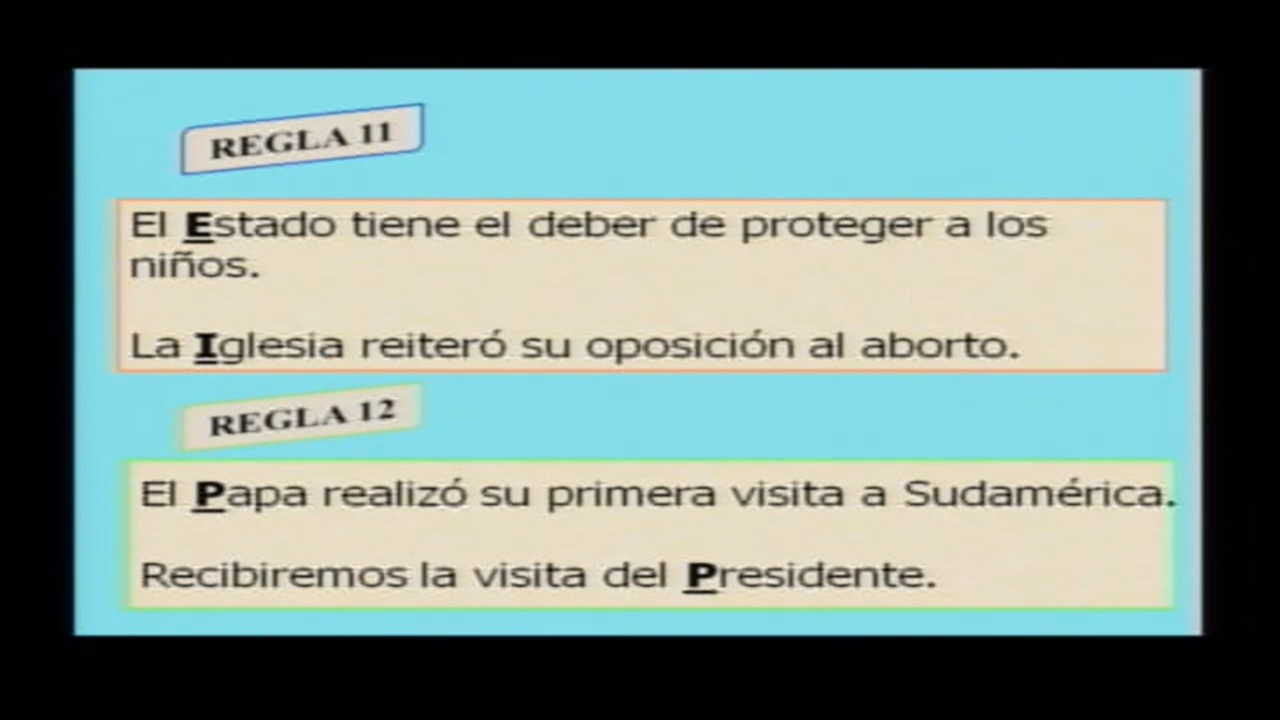 REGLA 11
El Estado tiene el deber de proteger a los
niños.
La Iglesia reiteró su oposición al aborto.
REGLA 12
El Papa realizó su primera visita a Sudamérica.
Recibiremos la visita del Presidente.